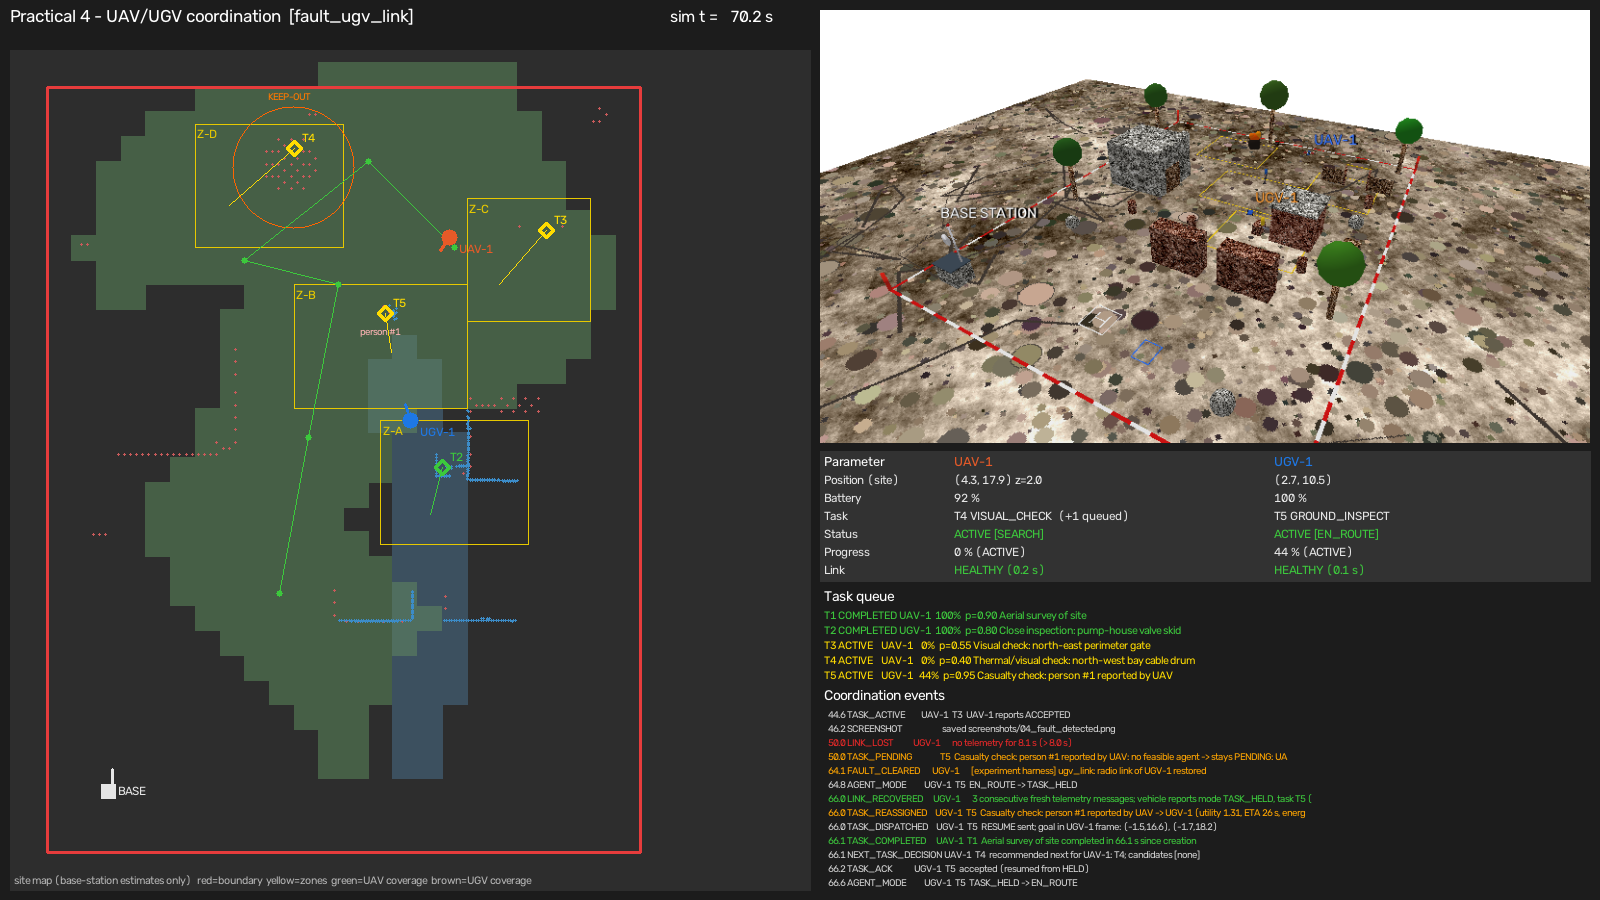 Practical 4 - UAV/UGV coordination [fault_ugv_link]
sim t = 70.2 s
KEEP-OUT
Z-D
T4
Z-C
T3
UAV-1
Z-B
T5
person #1
Z-A
UGV-1
T2
BASE
site map (base-station estimates only) red=boundary yellow=zones green=UAV coverage brown=UGV coverage
UAV-1
UGV-1
BASE STATION
Parameter UAV-1 UGV-1
Position (site) (4.3, 17.9) z=2.0 (2.7, 10.5)
Battery 92 % 100 %
Task T4 VISUAL_CHECK (+1 queued) T5 GROUND_INSPECT
Status ACTIVE [SEARCH] ACTIVE [EN_ROUTE]
Progress 0 % (ACTIVE) 44 % (ACTIVE)
Link HEALTHY (0.2 s) HEALTHY (0.1 s)
Task queue
T1 COMPLETED UAV-1 100% p=0.90 Aerial survey of site
T2 COMPLETED UGV-1 100% p=0.80 Close inspection: pump-house valve skid
T3 ACTIVE UAV-1 0% p=0.55 Visual check: north-east perimeter gate
T4 ACTIVE UAV-1 0% p=0.40 Thermal/visual check: north-west bay cable drum
T5 ACTIVE UGV-1 44% p=0.95 Casualty check: person #1 reported by UAV
Coordination events
44.6 TASK_ACTIVE UAV-1 T3 UAV-1 reports ACCEPTED
46.2 SCREENSHOT saved screenshots/04_fault_detected.png
50.0 LINK_LOST UGV-1 no telemetry for 8.1 s (>8.0 s)
50.0 TASK_PENDING T5 Casualty check: person #1 reported by UAV: no feasible agent -> stays PENDING: UA
64.1 FAULT_CLEARED UGV-1 [experiment harness] ugv_link: radio link of UGV-1 restored
64.8 AGENT_MODE UGV-1 T5 EN_ROUTE -> TASK_HELD
66.0 LINK_RECOVERED UGV-1 3 consecutive fresh telemetry messages; vehicle reports mode TASK_HELD, task T5 (
66.0 TASK_REASSIGNED UGV-1 T5 Casualty check: person #1 reported by UAV -> UGV-1 (utility 1.31, ETA 26 s, energ
66.0 TASK_DISPATCHED UGV-1 T5 RESUME sent; goal in UGV-1 frame: (-1.5,16.6), (-1.7,18.2)
66.1 TASK_COMPLETED UAV-1 T1 Aerial survey of site completed in 66.1 s since creation
66.1 NEXT_TASK_DECISION UAV-1 T4 recommended next for UAV-1: T4; candidates [none]
66.2 TASK_ACK UGV-1 T5 accepted (resumed from HELD)
66.6 AGENT_MODE UGV-1 T5 TASK_HELD -> EN_ROUTE